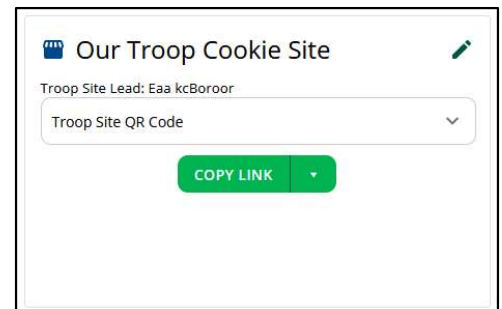 Our Troop Cookie Site
Troop Site Lead: Eaa kcBoroor
Troop Site QR Code
COPY LINK